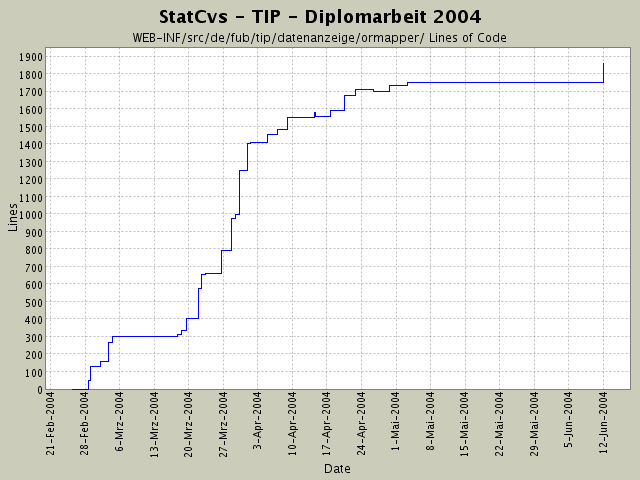 StatCvs - TIP - Diplomarbeit 2004
WEB-INF/src/de/fub/tip/datenanzeige/ormapper/ Lines of Code
Lines
1900
1800
1700
1600
1500
1400
1300
1200
1100
1000
900
800
700
600
500
400
300
200
100
0
21-Feb-2004
28-Feb-2004
6-Mrz-2004
13-Mrz-2004
20-Mrz-2004
27-Mrz-2004
3-Apr-2004
10-Apr-2004
17-Apr-2004
24-Apr-2004
1-Mai-2004
8-Mai-2004
15-Mai-2004
22-Mai-2004
29-Mai-2004
5-Jun-2004
12-Jun-2004
Date